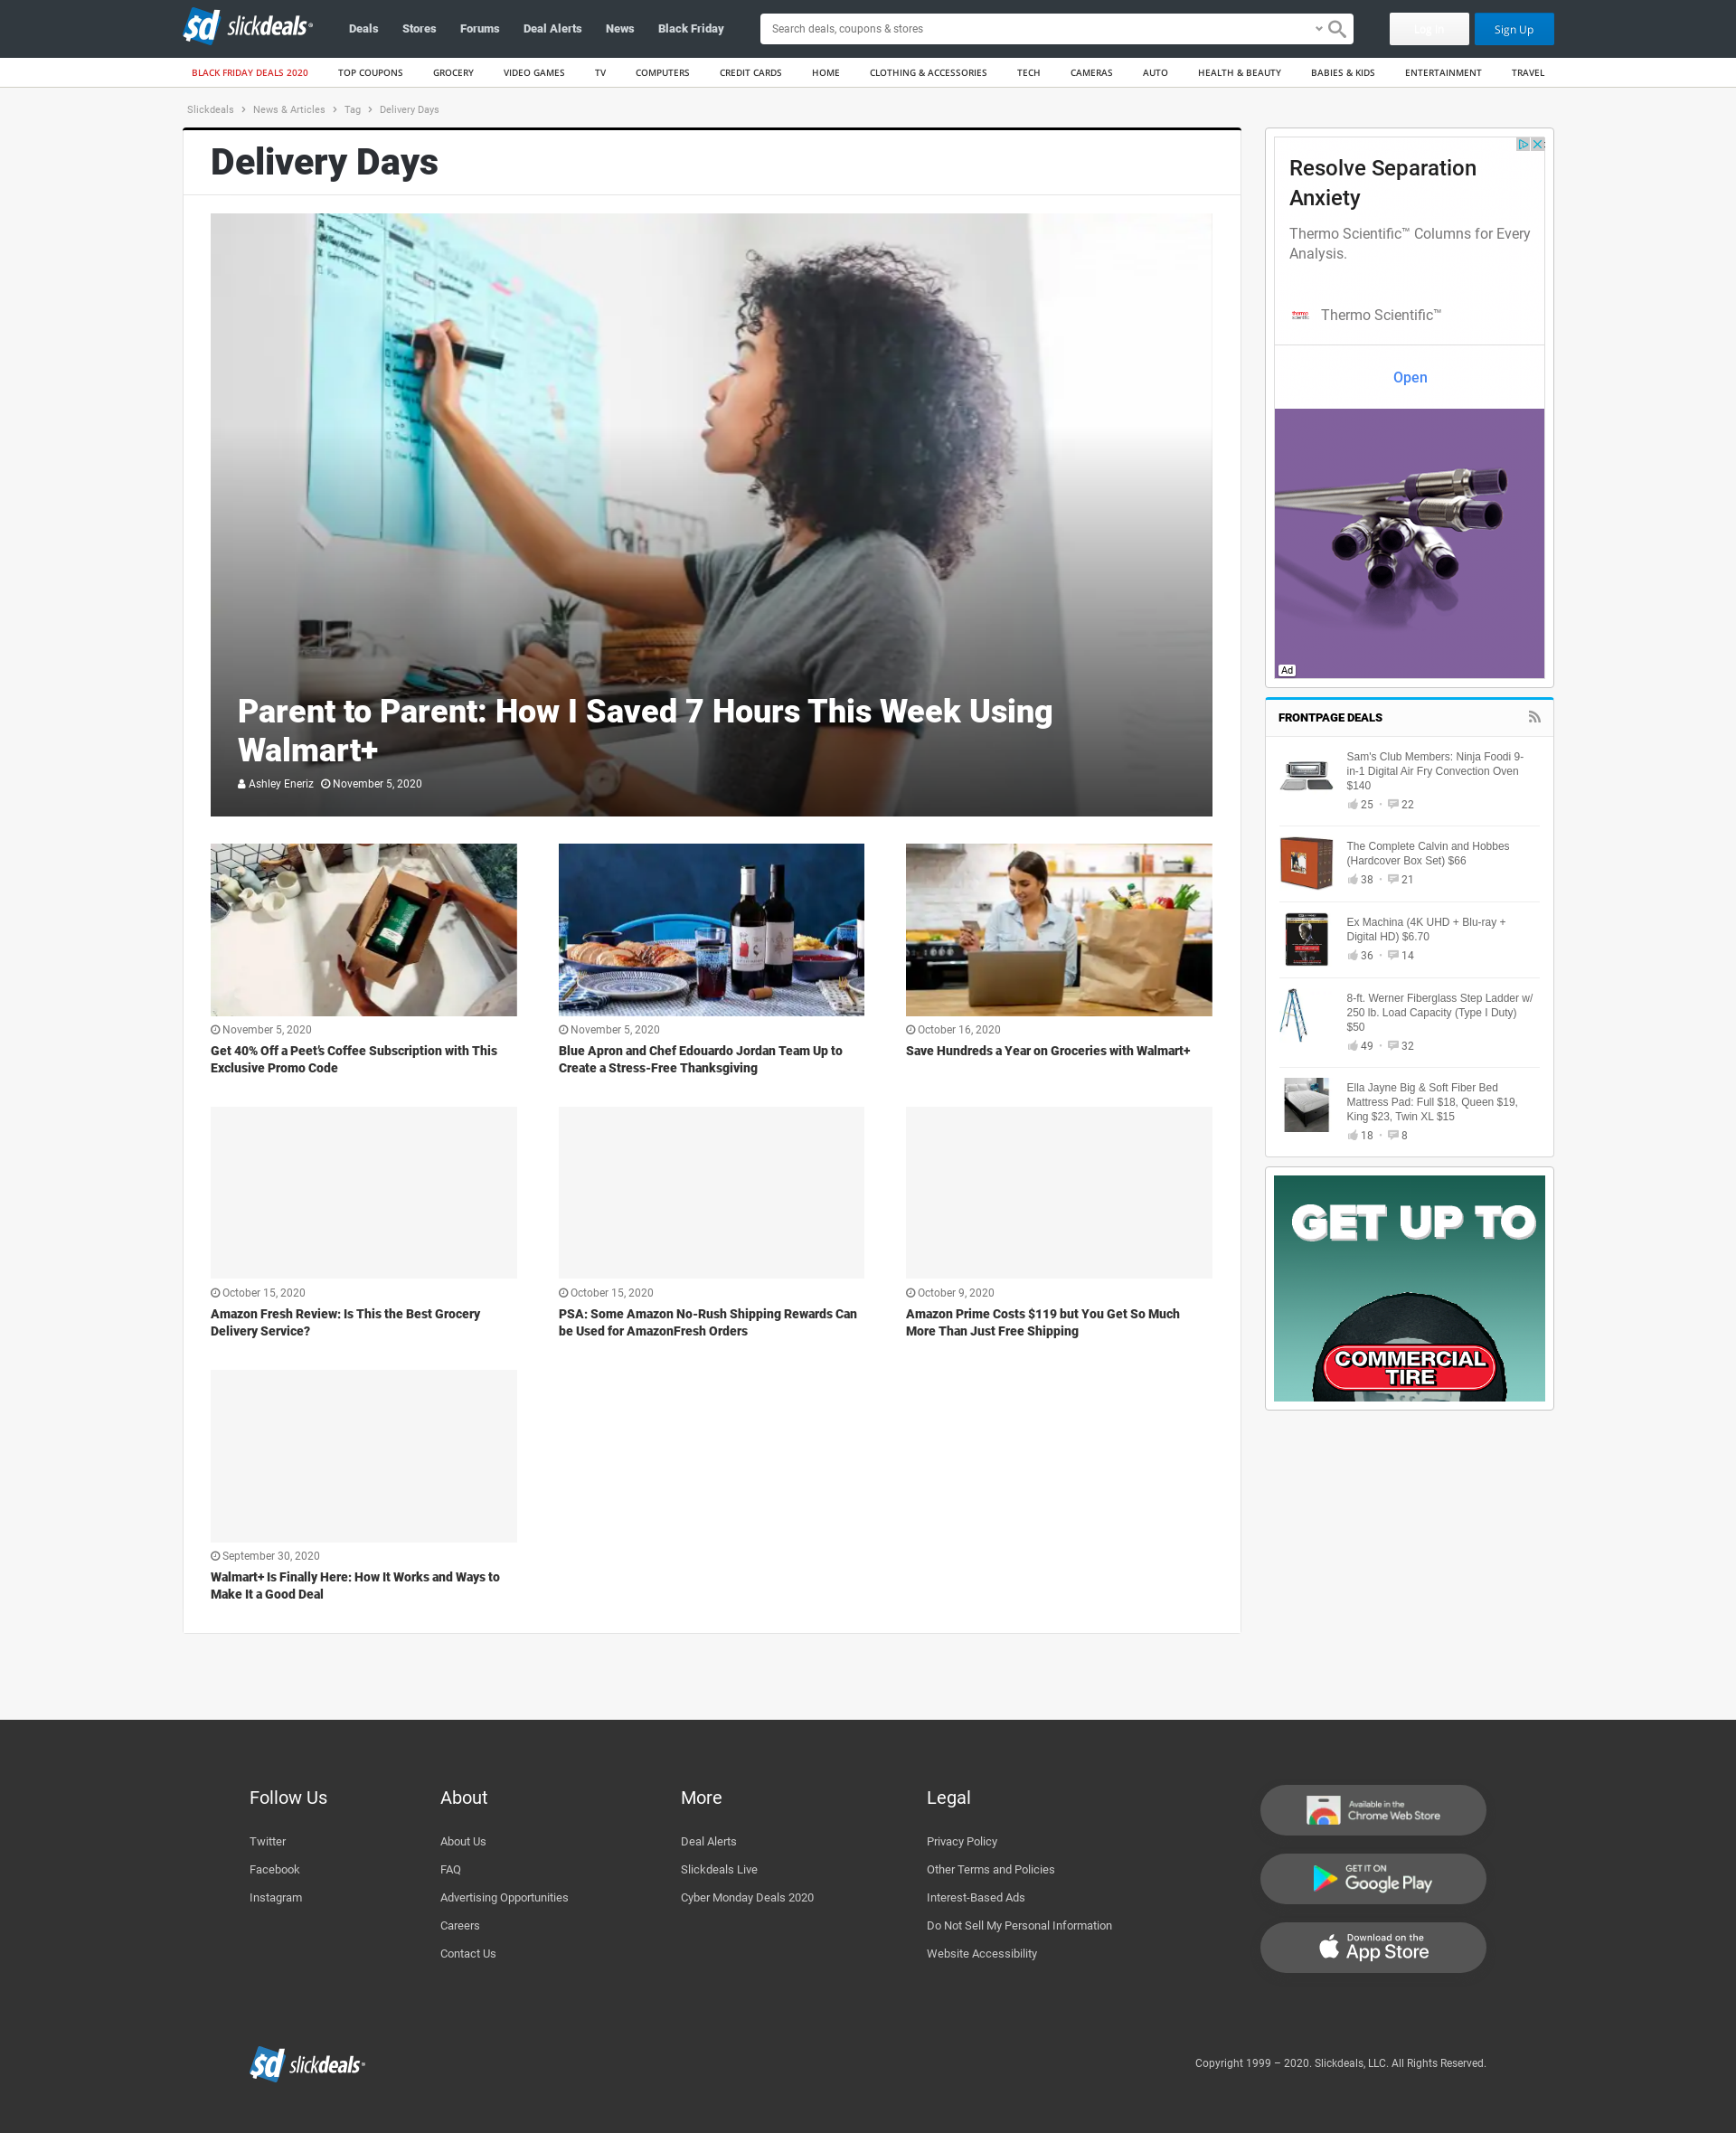 $d slickdeals®
Deals
Stores
Forums
Deal Alerts
News
Black Friday
Search deals, coupons & stores
Log In
Sign Up
BLACK FRIDAY DEALS 2020
TOP COUPONS
GROCERY
VIDEO GAMES
TV
COMPUTERS
CREDIT CARDS
HOME
CLOTHING & ACCESSORIES
TECH
CAMERAS
AUTO
HEALTH & BEAUTY
BABIES & KIDS
ENTERTAINMENT
TRAVEL
Slickdeals > News & Articles > Tag > Delivery Days
Delivery Days
Parent to Parent: How I Saved 7 Hours This Week Using
Walmart+
Ashley Eneriz November 5, 2020
November 5, 2020
Get 40% Off a Peet’s Coffee Subscription with This
Exclusive Promo Code
November 5, 2020
Blue Apron and Chef Edouardo Jordan Team Up to
Create a Stress-Free Thanksgiving
October 16, 2020
Save Hundreds a Year on Groceries with Walmart+
October 15, 2020
Amazon Fresh Review: Is This the Best Grocery
Delivery Service?
October 15, 2020
PSA: Some Amazon No-Rush Shipping Rewards Can
be Used for AmazonFresh Orders
October 9, 2020
Amazon Prime Costs $119 but You Get So Much
More Than Just Free Shipping
September 30, 2020
Walmart+ Is Finally Here: How It Works and Ways to
Make It a Good Deal
Resolve Separation
Anxiety
Thermo Scientific™ Columns for Every
Analysis.
thermo
scientific
Thermo Scientific™
Open
Ad
FRONTPAGE DEALS
Sam's Club Members: Ninja Foodi 9-
in-1 Digital Air Fry Convection Oven
$140
25 · 22
The Complete Calvin and Hobbes
(Hardcover Box Set) $66
38 · 21
Ex Machina (4K UHD + Blu-ray +
Digital HD) $6.70
36 · 14
8-ft. Werner Fiberglass Step Ladder w/
250 lb. Load Capacity (Type I Duty)
$50
49 · 32
Ella Jayne Big & Soft Fiber Bed
Mattress Pad: Full $18, Queen $19,
King $23, Twin XL $15
18 · 8
GET UP TO
COMMERCIAL
TIRE
Follow Us
Twitter
Facebook
Instagram
About
About Us
FAQ
Advertising Opportunities
Careers
Contact Us
More
Deal Alerts
Slickdeals Live
Cyber Monday Deals 2020
Legal
Privacy Policy
Other Terms and Policies
Interest-Based Ads
Do Not Sell My Personal Information
Website Accessibility
Available in the
Chrome Web Store
GET IT ON
Google Play
Download on the
App Store
$d slickdeals®
Copyright 1999 – 2020. Slickdeals, LLC. All Rights Reserved.